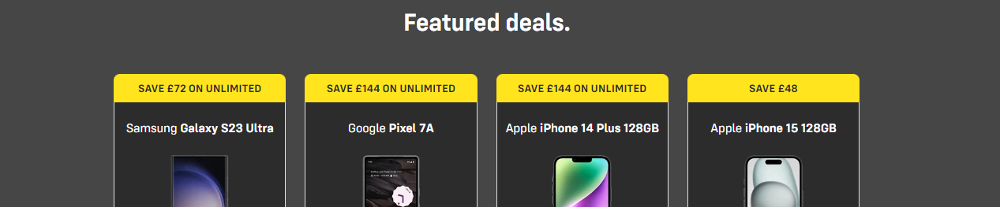 Featured deals.
SAVE £72 ON UNLIMITED
SAVE £144 ON UNLIMITED
SAVE £144 ON UNLIMITED
SAVE £48
Samsung Galaxy S23 Ultra
Google Pixel 7A
Apple iPhone 14 Plus 128GB
Apple iPhone 15 128GB